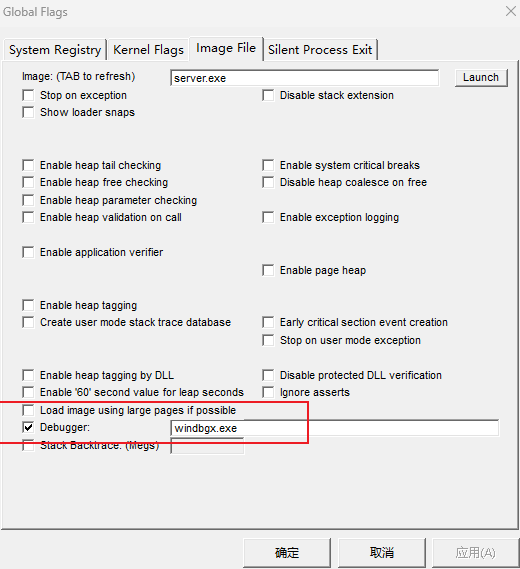 Global Flags
System Registry Kernel Flags Image File Silent Process Exit
Image: (TAB to refresh) server.exe Launch
Stop on exception Disable stack extension
Show loader snaps
Enable heap tail checking Enable system critical breaks
Enable heap free checking Disable heap coalesce on free
Enable heap parameter checking
Enable heap validation on call Enable exception logging
Enable application verifier
Enable page heap
Enable heap tagging
Create user mode stack trace database Early critical section event creation
Stop on user mode exception
Enable heap tagging by DLL Disable protected DLL verification
Enable '60' second value for leap seconds Ignore asserts
Load image using large pages if possible
Debugger: windbgx.exe
Stack Backtrace: (Megs)
确定 取消 应用(A)